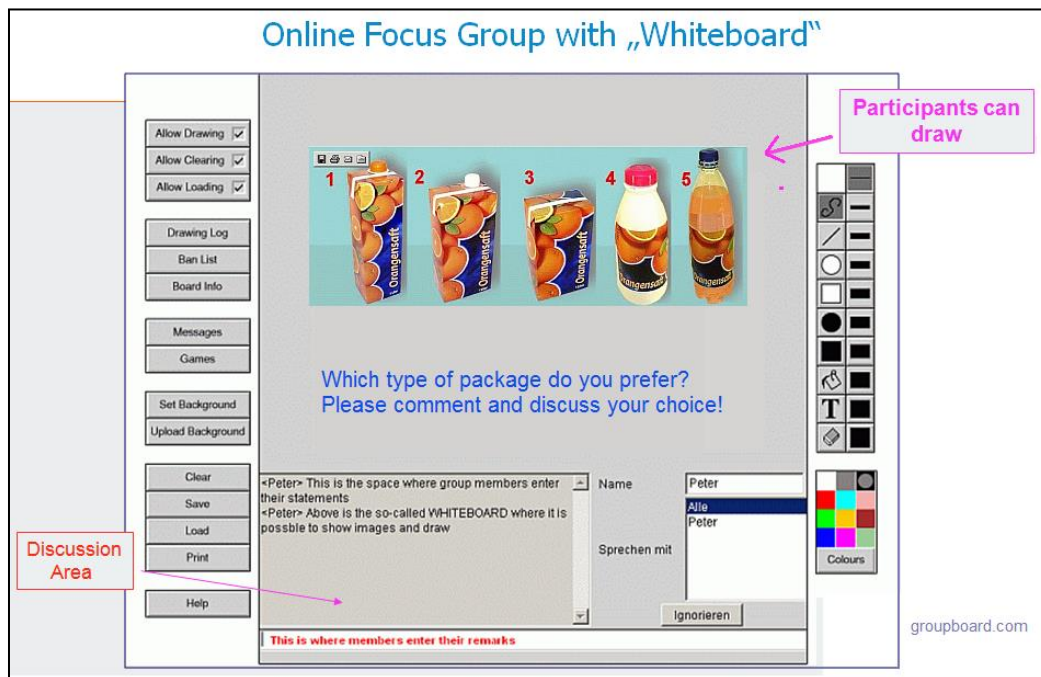 Online Focus Group with „Whiteboard“
Participants can
draw
Allow Drawing
Allow Clearing
Allow Loading
Drawing Log
Ban List
Board Info
Messages
Games
Set Background
Upload Background
Clear
Save
Load
Print
Help
1 2 3 4 5
Orangensaft
Orangensaft
Orangensaft
Orangensaft
Orangensaft
Which type of package do you prefer?
Please comment and discuss your choice!
<Peter> This is the space where group members enter
their statements
<Peter> Above is the so-called WHITEBOARD where it is
possble to show images and draw
Name
Peter
Alle
Peter
Sprechen mit
Ignorieren
This is where members enter their remarks
Discussion
Area
T
Colours
groupboard.com